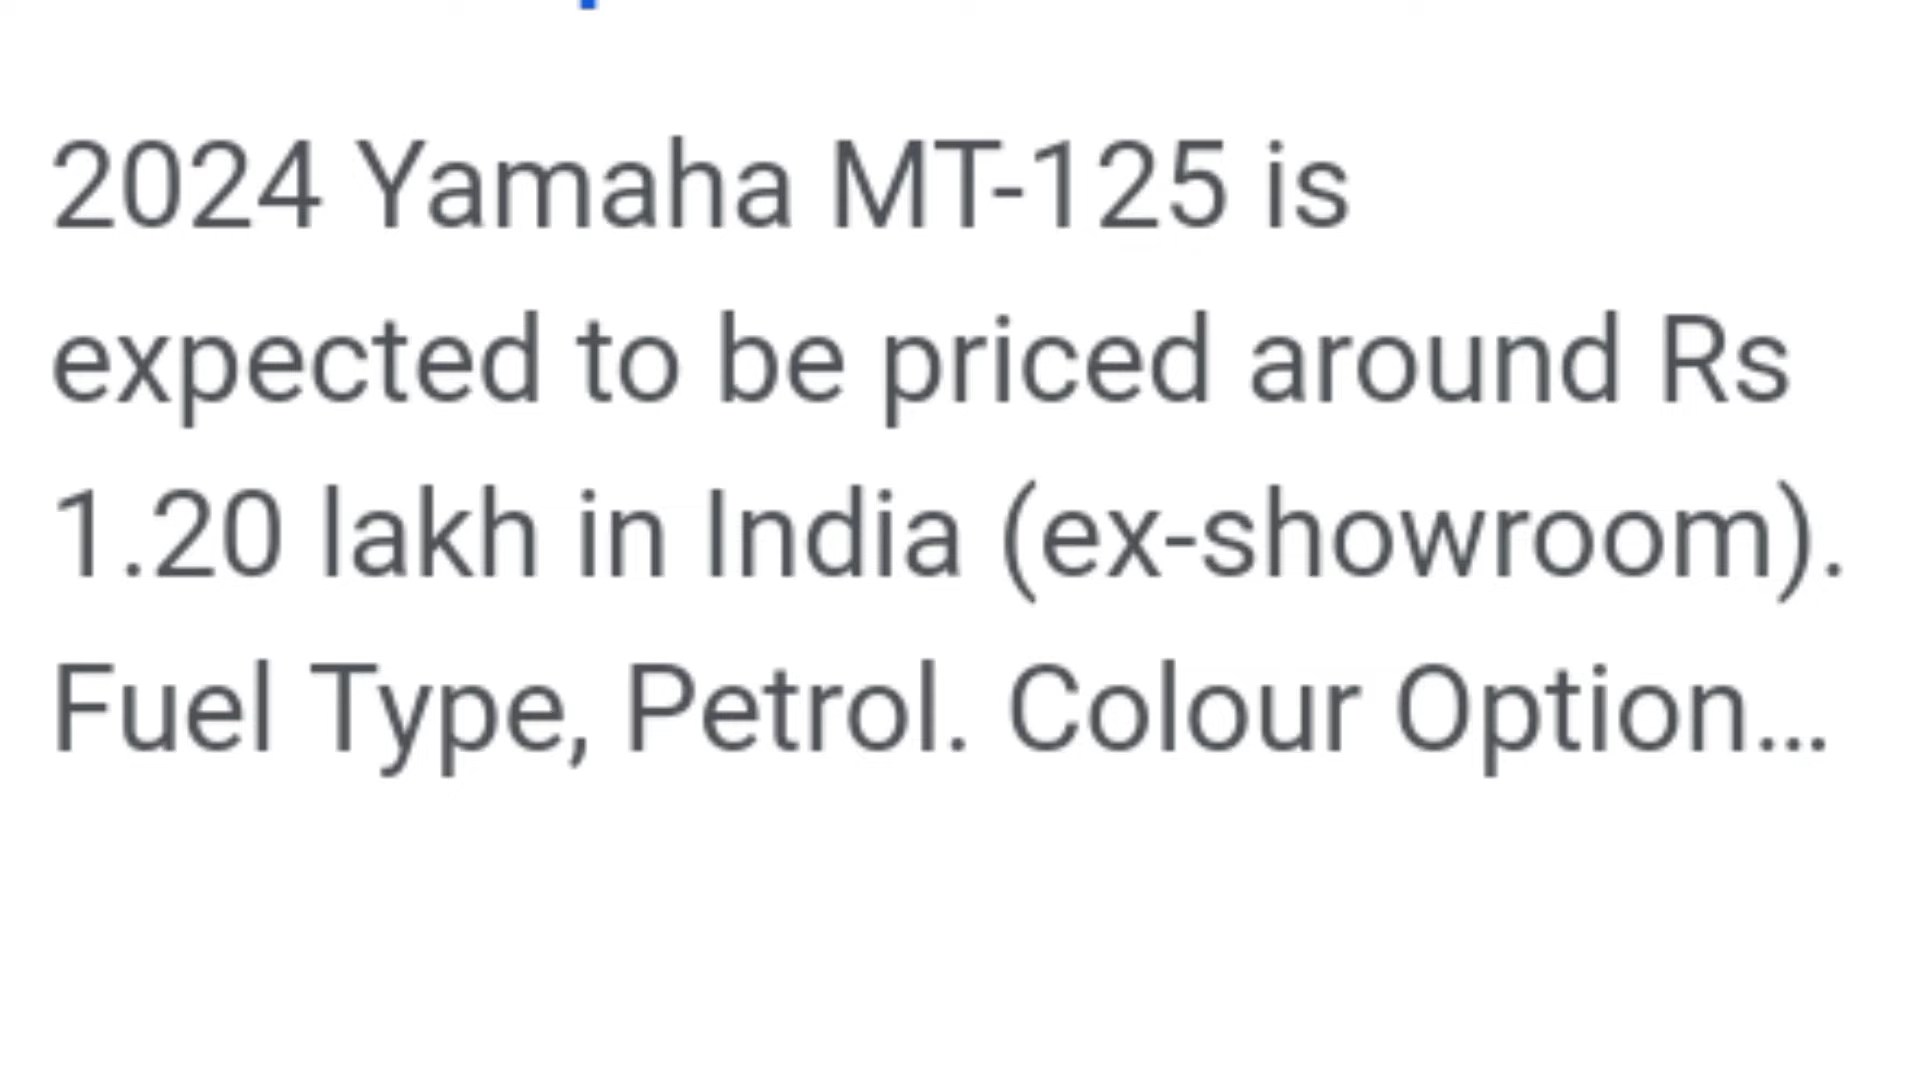 2024 Yamaha MT-125 is
expected to be priced around Rs
1.20 lakh in India (ex-showroom).
Fuel Type, Petrol. Colour Option...